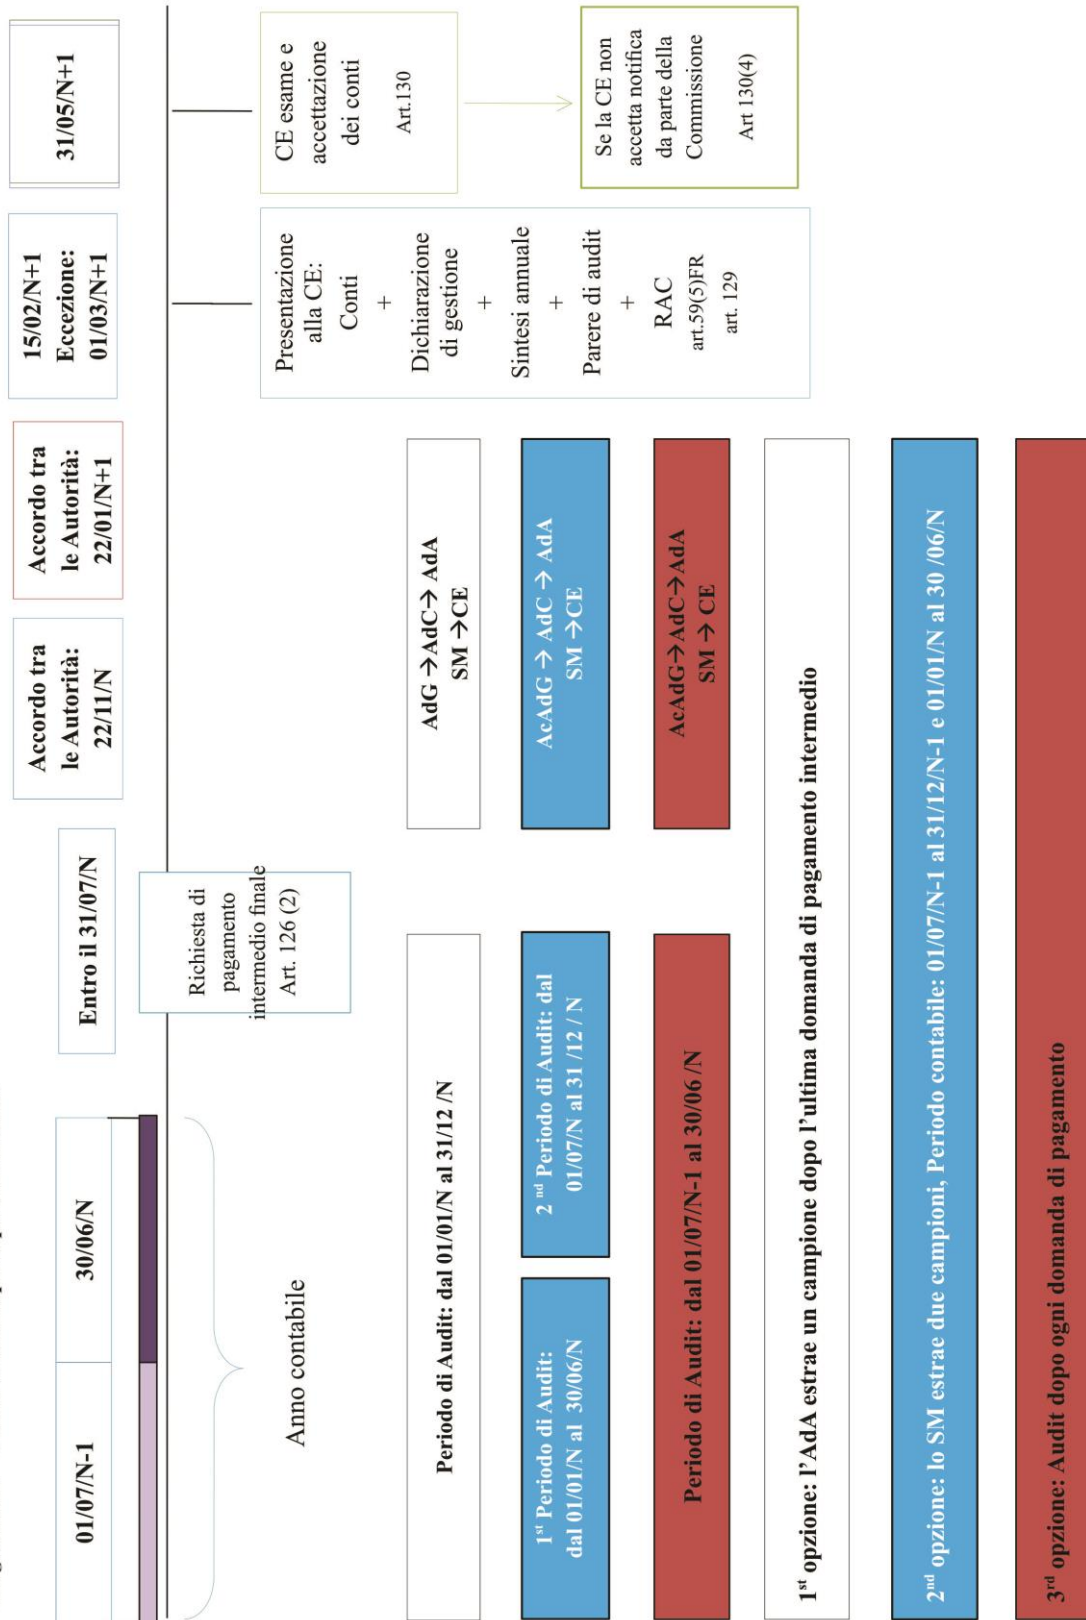 01/07/N-1
30/06/N
Entro il 31/07/N
Accordo tra
le Autorità:
22/11/N
Accordo tra
le Autorità:
22/01/N+1
15/02/N+1
Eccezione:
01/03/N+1
31/05/N+1
Anno contabile
Richiesta di
pagamento
intermedio finale
Art. 126 (2)
Presentazione
alla CE:
Conti
+
Dichiarazione
di gestione
+
Sintesi annuale
+
Parere di audit
+
RAC
art.59(5)FR
art. 129
CE esame e
accettazione
dei conti
Art.130
Se la CE non
accetta notifica
da parte della
Commissione
Art 130(4)
Periodo di Audit: dal 01/01/N al 31/12 /N
AdG →AdC→ AdA
SM →CE
1st Periodo di Audit:
dal 01/01/N al 30/06/N
2 nd Periodo di Audit: dal
01/07/N al 31 /12 / N
AcAdG → AdC → AdA
SM →CE
Periodo di Audit: dal 01/07/N-1 al 30/06 /N
AcAdG→AdC→AdA
SM → CE
1st opzione: l’AdA estrae un campione dopo l’ultima domanda di pagamento intermedio
2nd opzione: lo SM estrae due campioni, Periodo contabile: 01/07/N-1 al 31/12/N-1 e 01/01/N al 30 /06/N
3rd opzione: Audit dopo ogni domanda di pagamento